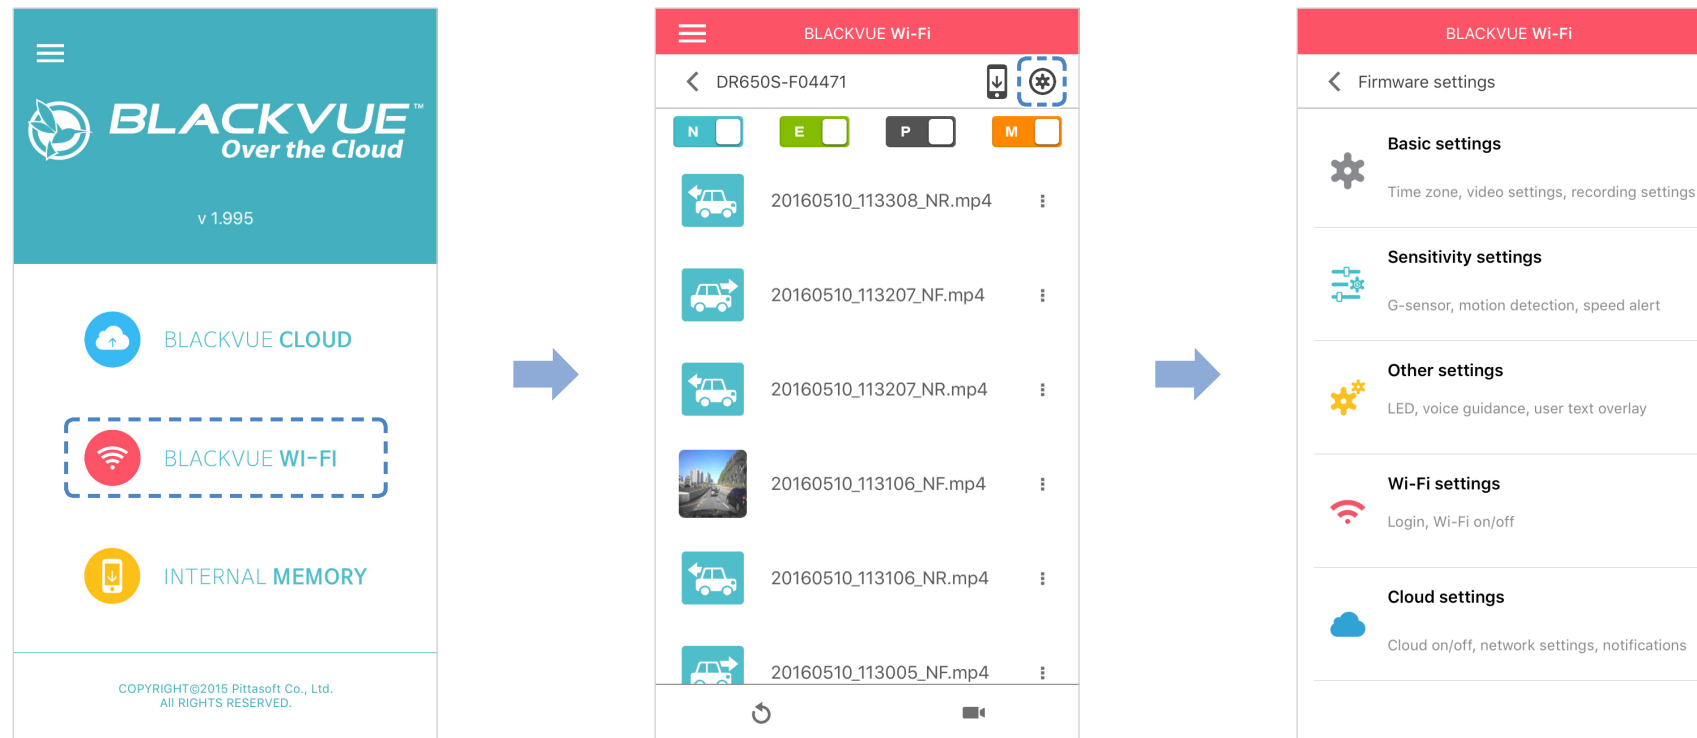 BLACKVUE™
Over the Cloud
v 1.995
BLACKVUE CLOUD
BLACKVUE WI-FI
INTERNAL MEMORY
COPYRIGHT©2015 Pittasoft Co., Ltd.
All RIGHTS RESERVED.
BLACKVUE Wi-Fi
DR650S-F04471
N E P M
20160510_113308_NR.mp4
20160510_113207_NF.mp4
20160510_113207_NR.mp4
20160510_113106_NF.mp4
20160510_113106_NR.mp4
20160510_113005_NF.mp4
BLACKVUE Wi-Fi
Firmware settings
Basic settings
Time zone, video settings, recording settings
Sensitivity settings
G-sensor, motion detection, speed alert
Other settings
LED, voice guidance, user text overlay
Wi-Fi settings
Login, Wi-Fi on/off
Cloud settings
Cloud on/off, network settings, notifications